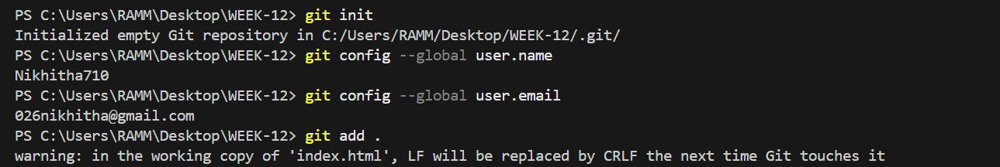 PS C:\Users\RAMM\Desktop\WEEK-12> git init
Initialized empty Git repository in C:/Users/RAMM/Desktop/WEEK-12/.git/
PS C:\Users\RAMM\Desktop\WEEK-12> git config --global user.name
Nikhitha710
PS C:\Users\RAMM\Desktop\WEEK-12> git config --global user.email
026nikhitha@gmail.com
PS C:\Users\RAMM\Desktop\WEEK-12> git add .
warning: in the working copy of 'index.html', LF will be replaced by CRLF the next time Git touches it